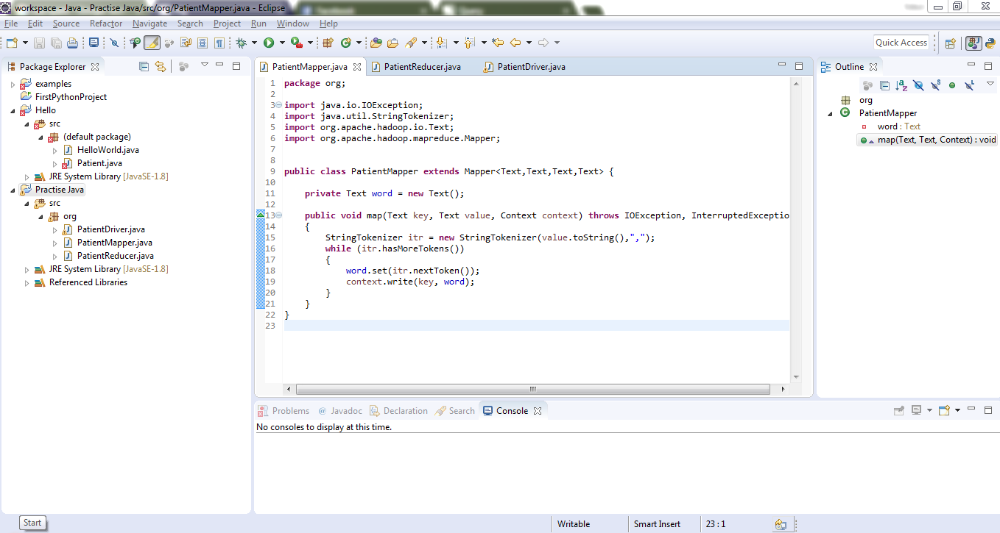 workspace - Java - Practise Java/src/org/PatientMapper.java - Eclipse
File Edit Source Refactor Navigate Search Project Run Window Help
Quick Access
Package Explorer
examples
FirstPythonProject
Hello
src
(default package)
HelloWorld.java
Patient.java
JRE System Library [JavaSE-1.8]
Practise Java
src
org
PatientDriver.java
PatientMapper.java
PatientReducer.java
JRE System Library [JavaSE-1.8]
Referenced Libraries
PatientMapper.java PatientReducer.java PatientDriver.java
1 package org;
2
3 import java.io.IOException;
4 import java.util.StringTokenizer;
5 import org.apache.hadoop.io.Text;
6 import org.apache.hadoop.mapreduce.Mapper;
7
8
9 public class PatientMapper extends Mapper<Text,Text,Text,Text> {
10
11 private Text word = new Text();
12
13 public void map(Text key, Text value, Context context) throws IOException, InterruptedExceptio
14 {
15 StringTokenizer itr = new StringTokenizer(value.toString(),",");
16 while (itr.hasMoreTokens())
17 {
18 word.set(itr.nextToken());
19 context.write(key, word);
20 }
21 }
22 }
23
Outline
org
PatientMapper
word : Text
map(Text, Text, Context) : void
Problems @ Javadoc Declaration Search Console
No consoles to display at this time.
Start
Writable Smart Insert 23 : 1